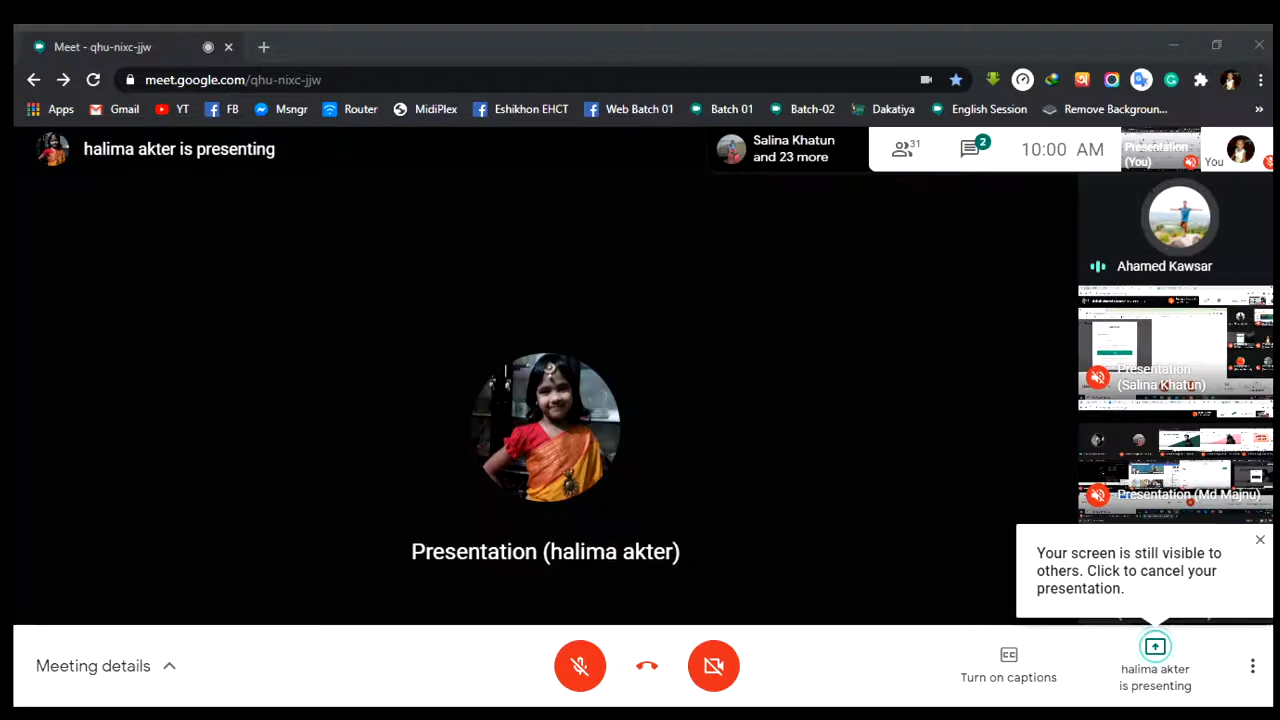 Meet - qhu-nixc-jjw
meet.google.com/qhu-nixc-jjw
Apps Gmail YT FB Msngr Router MidiPlex Eshikhon EHCT Web Batch 01 Batch 01 Batch-02 Dakatiya English Session Remove Backgroun... »
halima akter is presenting
Salina Khatun
and 23 more
31
2
10:00 AM
Presentation
(You)
You
Ahamed Kawsar
Presentation
(Salina Khatun)
Presentation (Md Majnu)
Presentation (halima akter)
Your screen is still visible to
others. Click to cancel your
presentation.
Meeting details
CC
Turn on captions
halima akter
is presenting